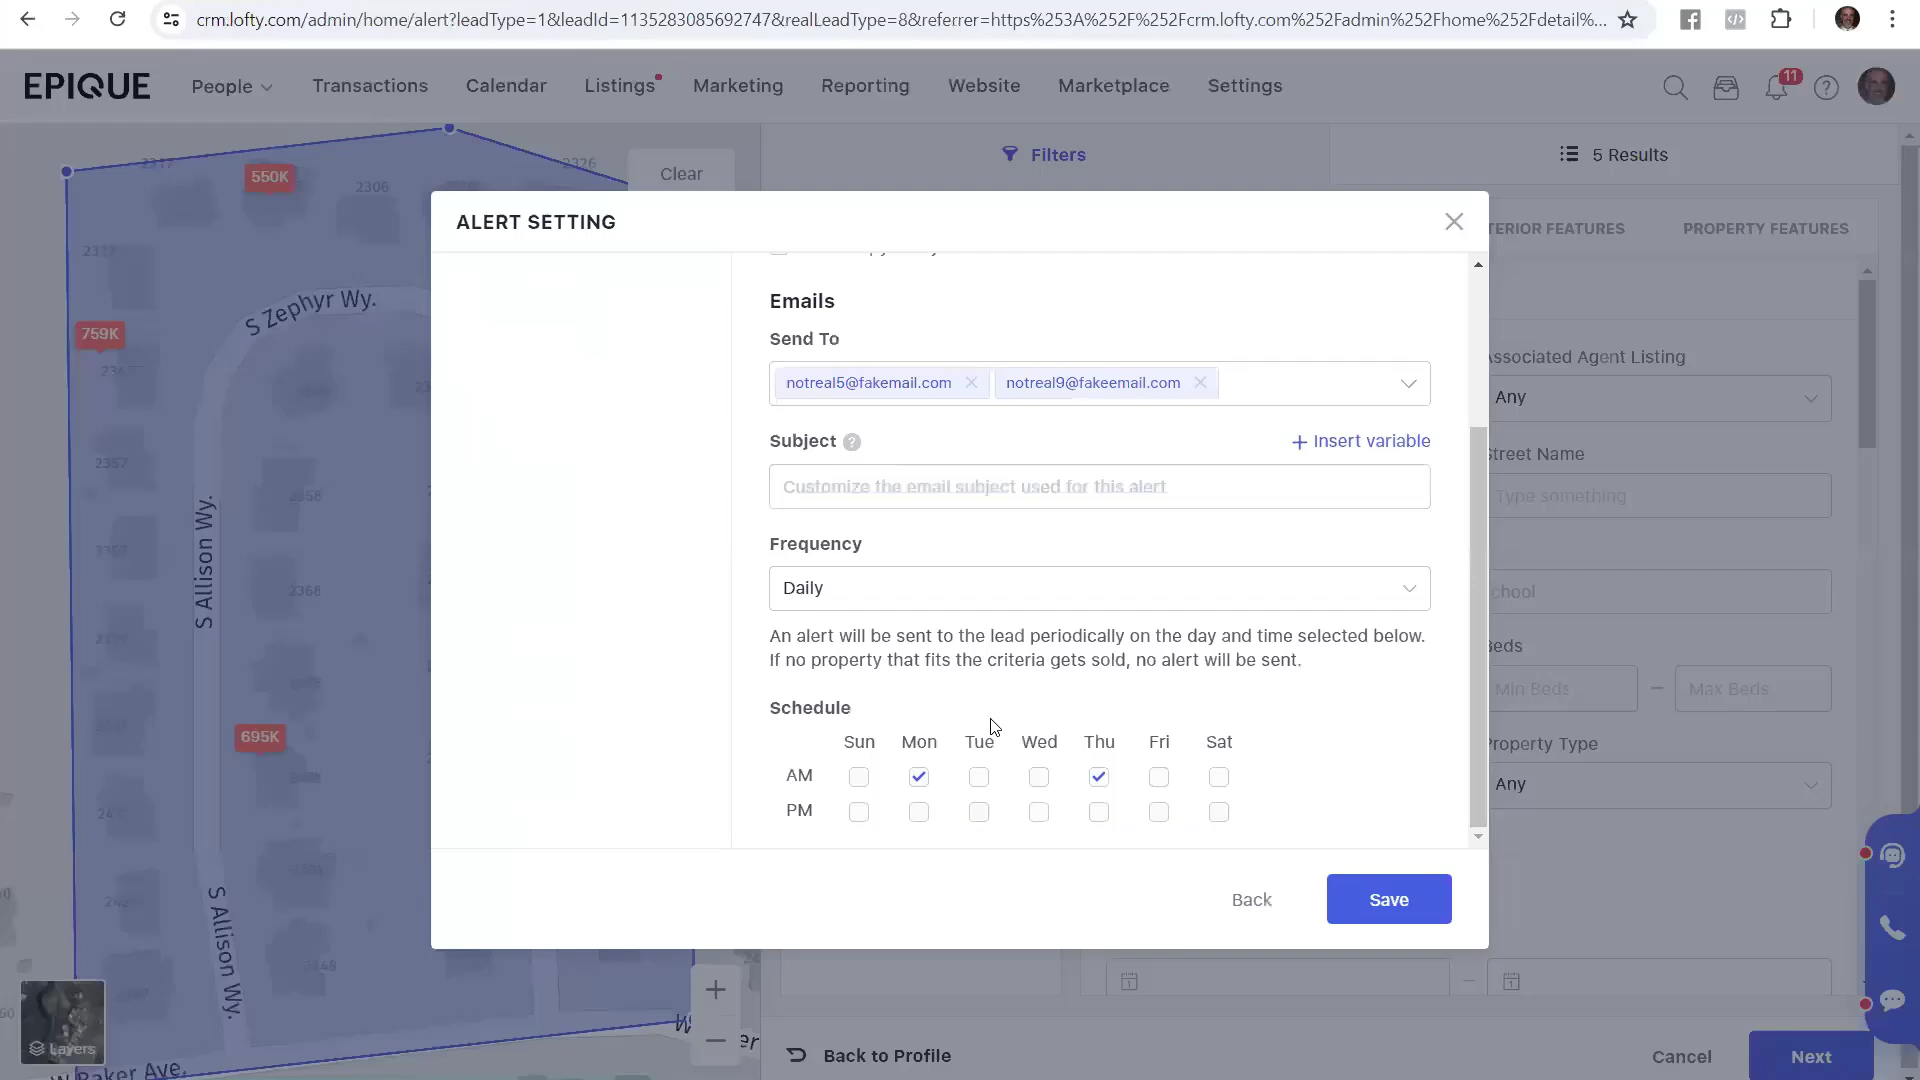 crm.lofty.com/admin/home/alert?leadType=1&leadId=1135283085692747&realLeadType=8&referrer=https%253A%252F%252Fcrm.lofty.com%252Fadmin%252Fhome%252Fdetail%...
EPIQUE People Transactions Calendar Listings Marketing Reporting Website Marketplace Settings 11
Clear
Filters
5 Results
2326
550K
2306
ALERT SETTING
TERIOR FEATURES PROPERTY FEATURES
S Zephyr Wy.
759K
Emails
Send To
notreal5@fakemail.com notreal9@fakeemail.com
Subject ? + Insert variable
Customize the email subject used for this alert
Frequency
Daily
An alert will be sent to the lead periodically on the day and time selected below.
If no property that fits the criteria gets sold, no alert will be sent.
Schedule
Sun Mon Tue Wed Thu Fri Sat
AM
PM
Back Save
Associated Agent Listing
Any
Street Name
Type something
chool
Beds
Min Beds – Max Beds
Property Type
Any
2357
2358
S Allison Wy.
2368
695K
S Allison Wy.
Layers
W Baker Ave.
Back to Profile
Cancel Next